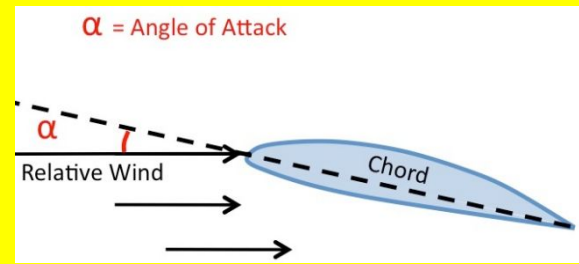 α = Angle of Attack
α
Chord
Relative Wind